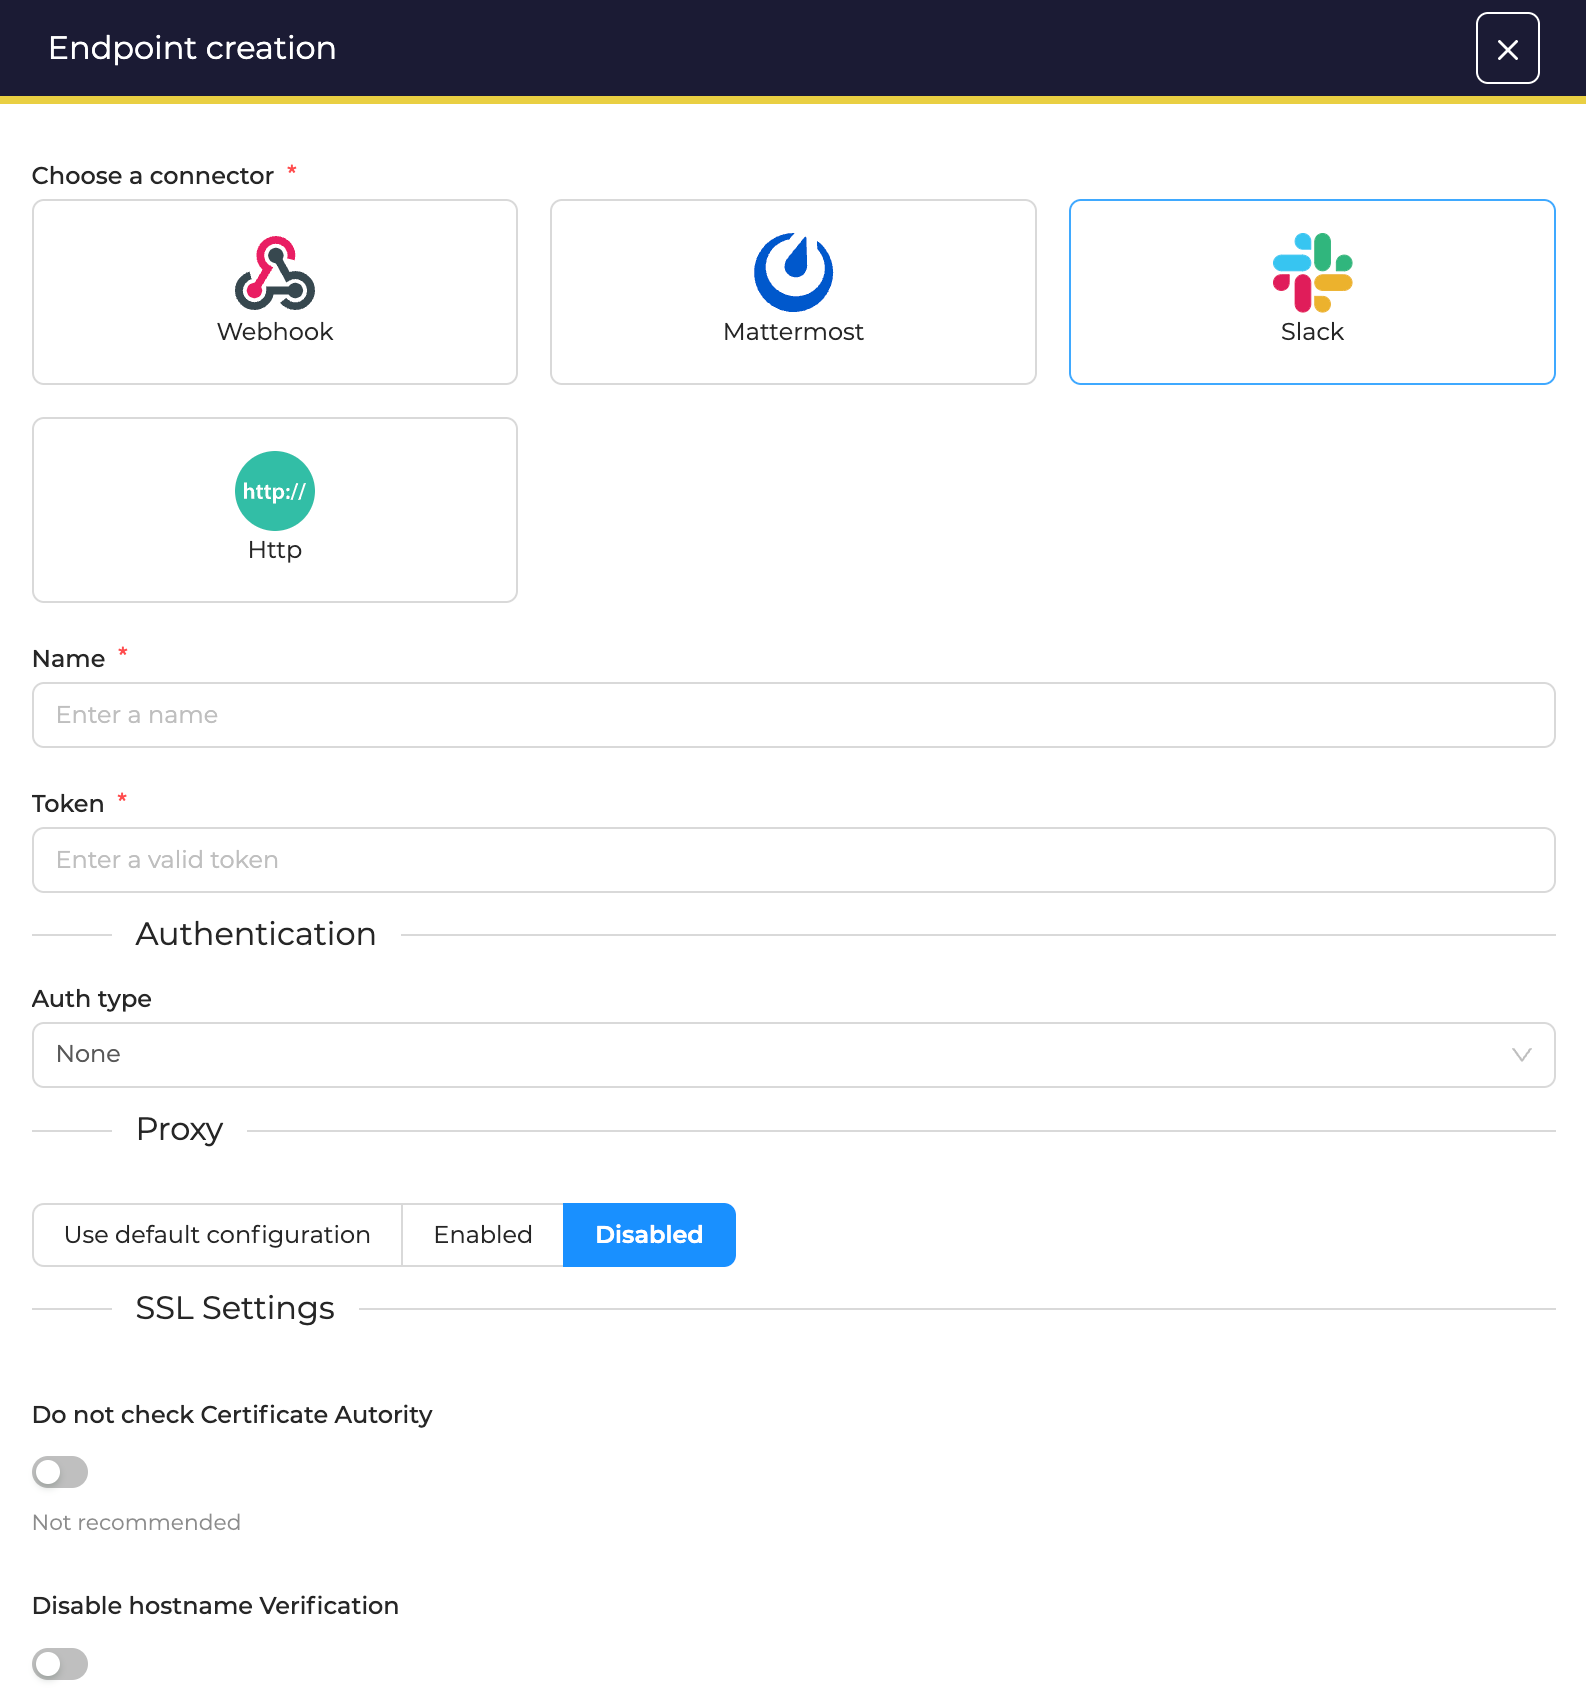 Endpoint creation
Choose a connector *
Webhook
Mattermost
Slack
http://
Http
Name *
Enter a name
Token *
Enter a valid token
Authentication
Auth type
None
Proxy
Use default configuration
Enabled
Disabled
SSL Settings
Do not check Certificate Autority
Not recommended
Disable hostname Verification